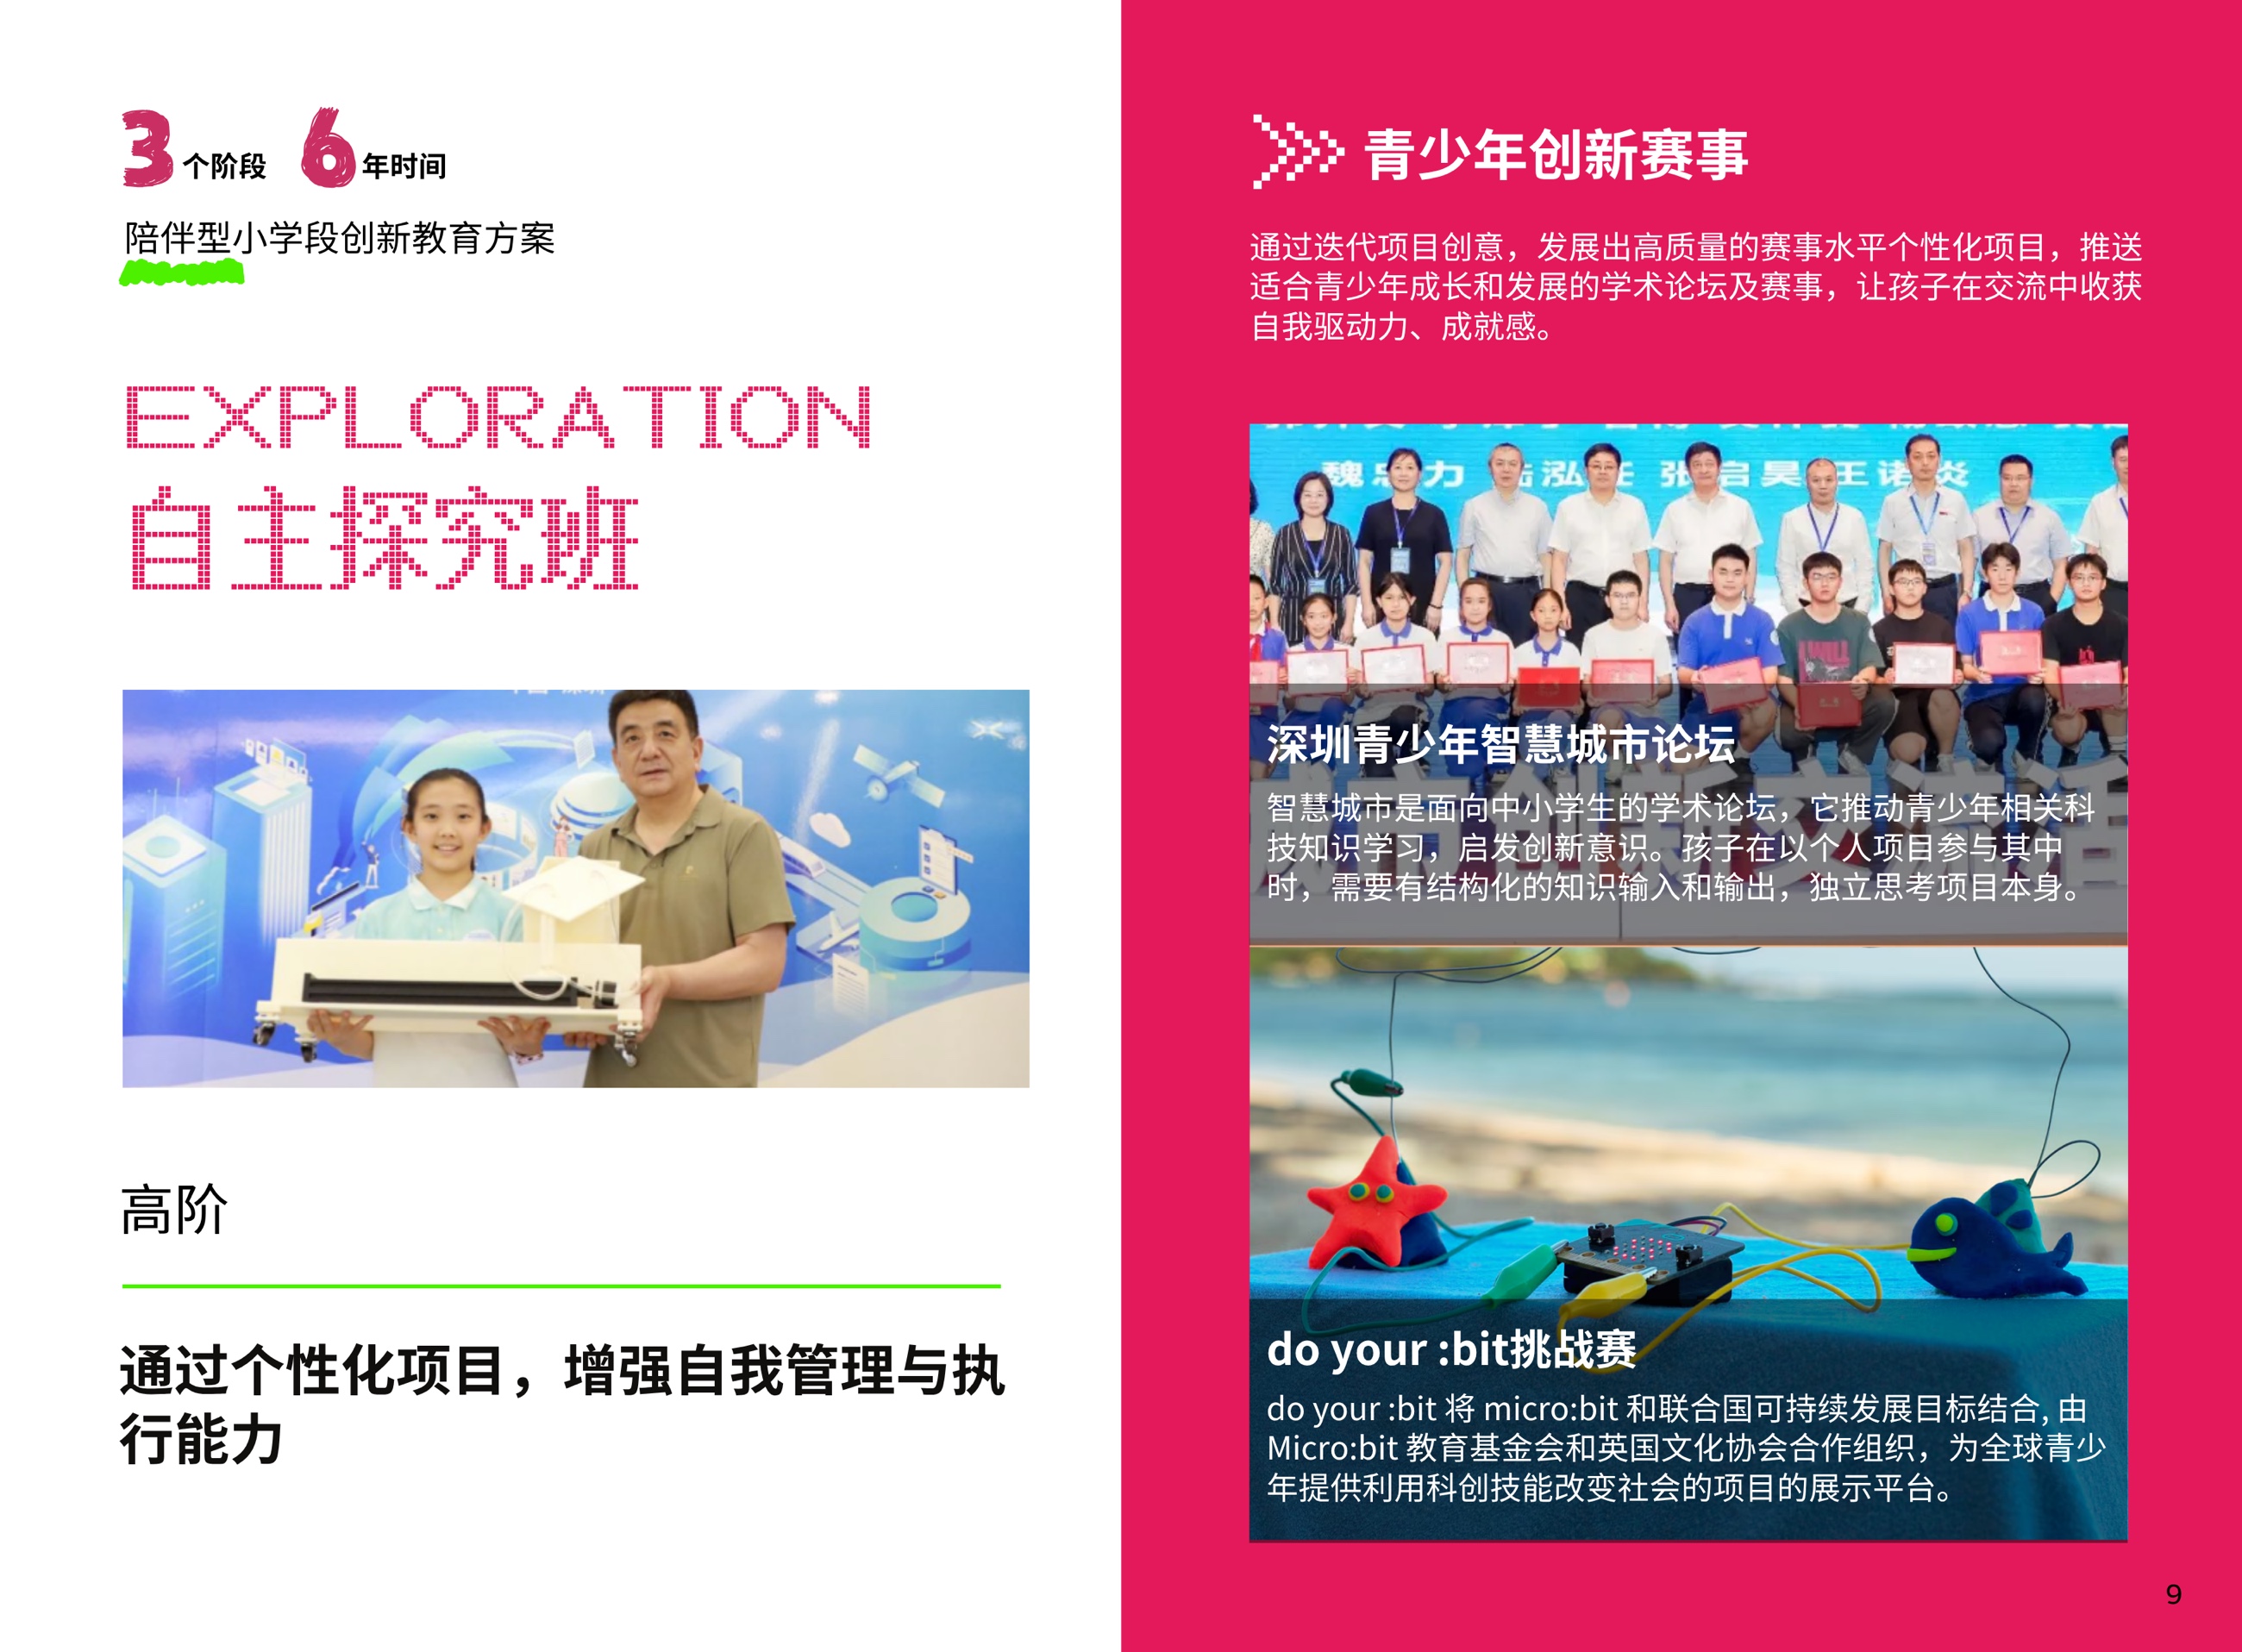 3个阶段 6年时间
陪伴型小学段创新教育方案
EXPLORATION
自主探究班
高阶
通过个性化项目，增强自我管理与执
行能力
青少年创新赛事
通过迭代项目创意，发展出高质量的赛事水平个性化项目，推送
适合青少年成长和发展的学术论坛及赛事，让孩子在交流中收获
自我驱动力、成就感。
深圳青少年智慧城市论坛
智慧城市是面向中小学生的学术论坛，它推动青少年相关科
技知识学习，启发创新意识。孩子在以个人项目参与其中
时，需要有结构化的知识输入和输出，独立思考项目本身。
do your :bit挑战赛
do your :bit 将 micro:bit 和联合国可持续发展目标结合, 由
Micro:bit 教育基金会和英国文化协会合作组织，为全球青少
年提供利用科创技能改变社会的项目的展示平台。
9